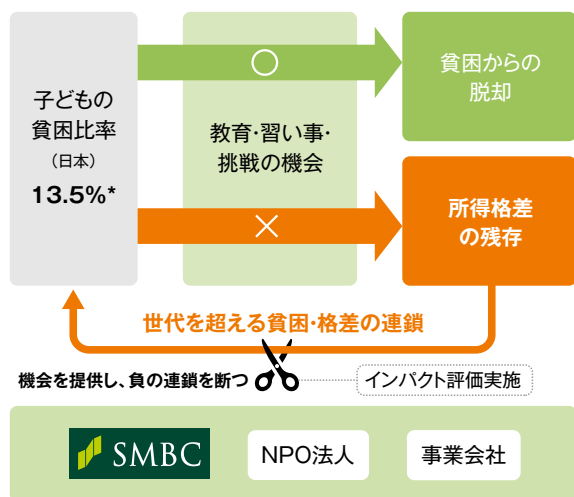 子どもの
貧困比率
（日本）
13.5%*
○
教育・習い事・
挑戦の機会
×
貧困からの
脱却
所得格差
の残存
世代を超える貧困・格差の連鎖
機会を提供し、負の連鎖を断つ
インパクト評価実施
SMBC
NPO法人
事業会社